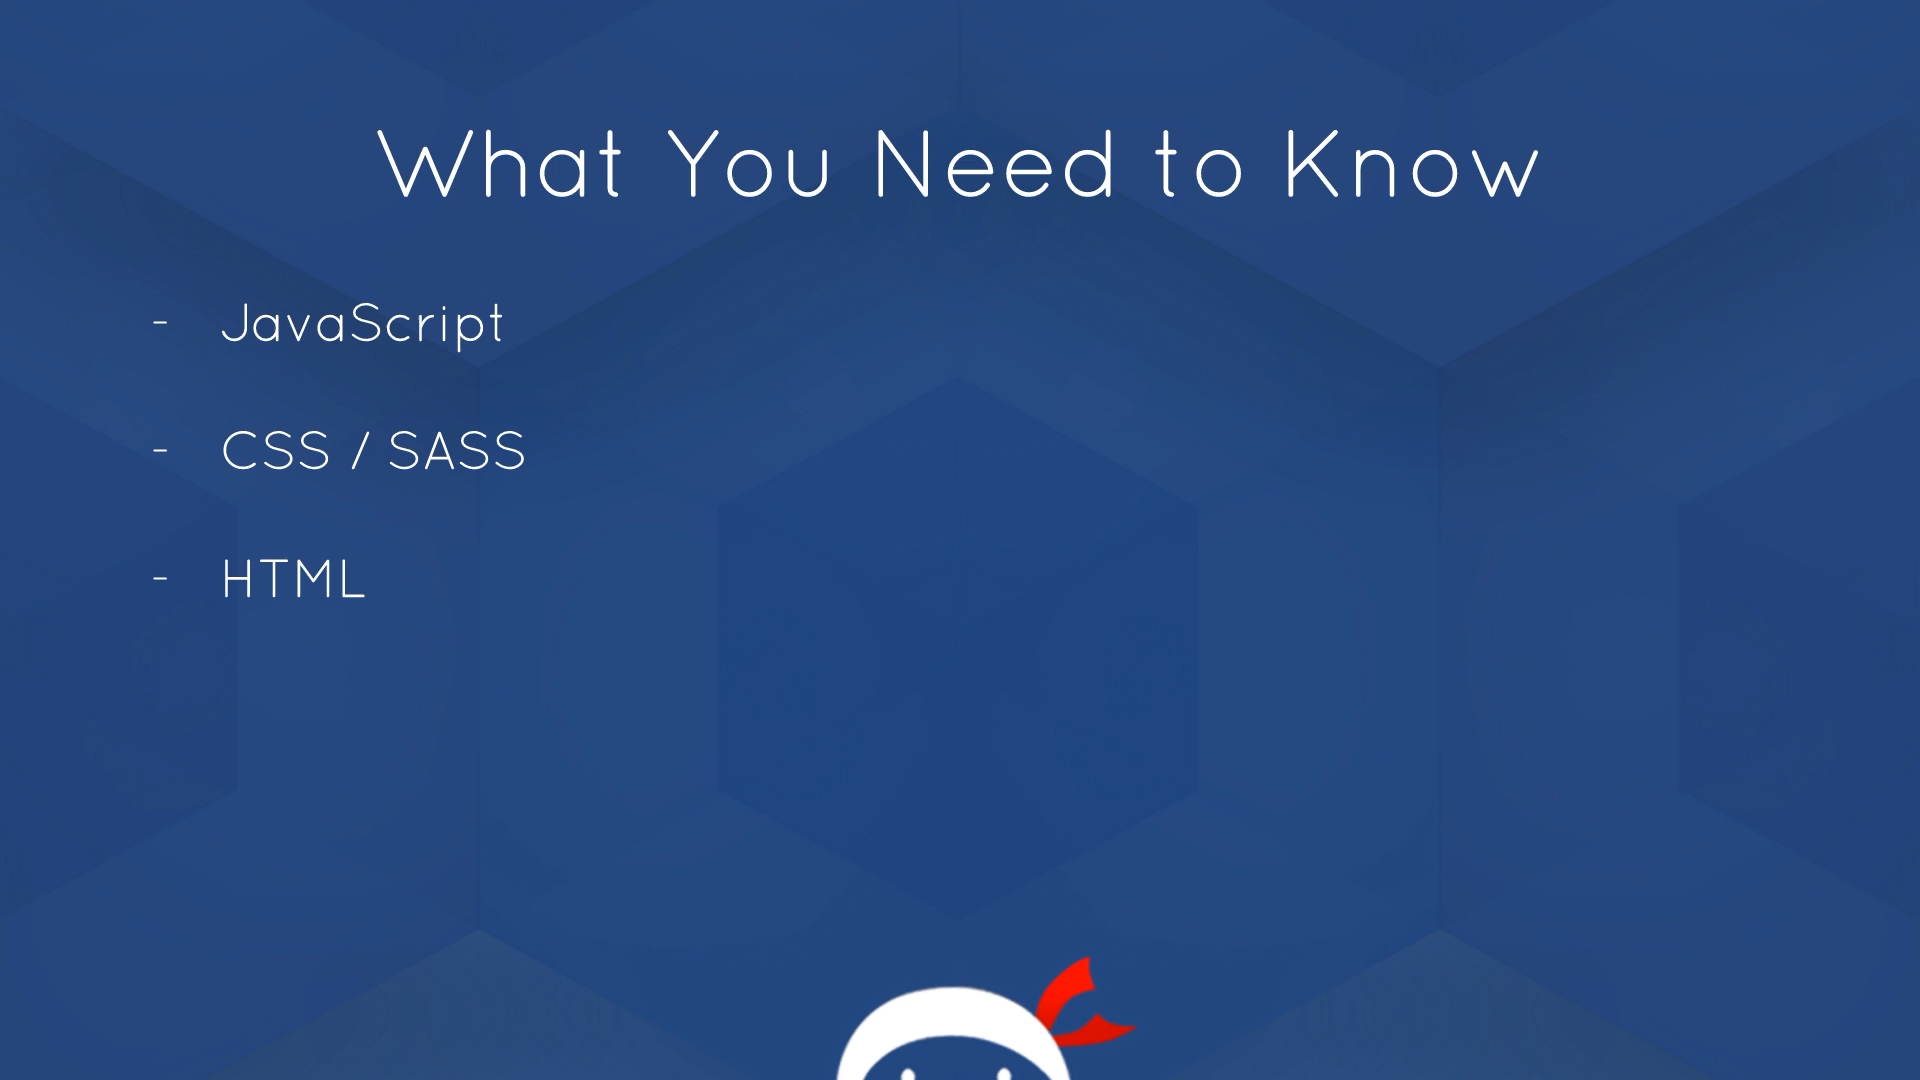 What You Need to Know
- JavaScript
- CSS / SASS
- HTML